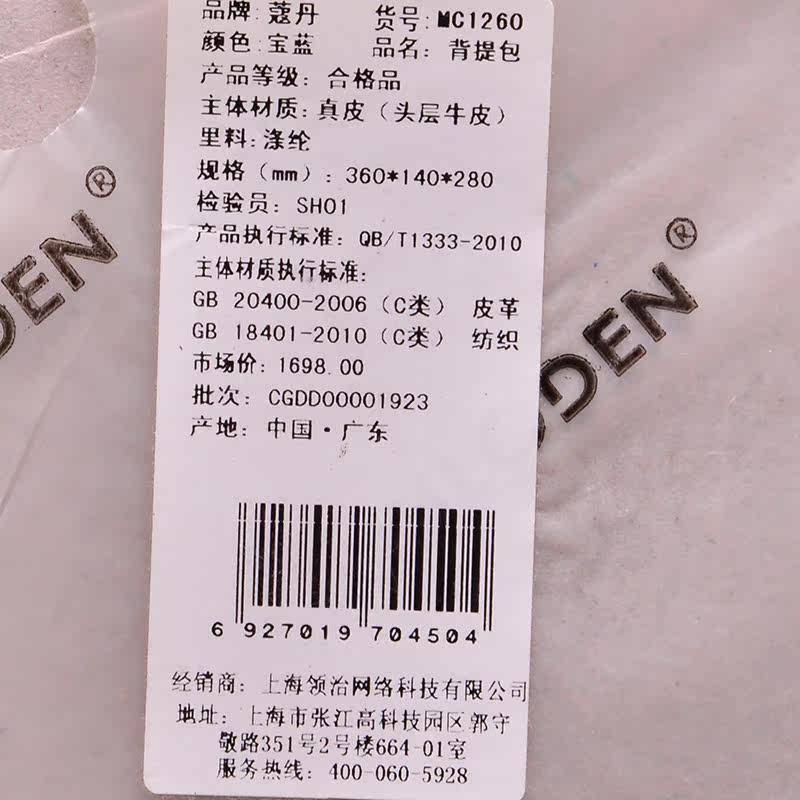 品牌:蔻丹 货号:MC1260
颜色:宝蓝 品名:背提包
产品等级:合格品
主体材质:真皮(头层牛皮)
里料:涤纶
规格(mm):360*140*280
检验员:SH01
产品执行标准:QB/T1333-2010
主体材质执行标准:
GB 20400-2006(C类) 皮革
GB 18401-2010(C类) 纺织
市场价:1698.00
批次:CGDD00001923
产地:中国·广东
6 927019 704504
经销商:上海领治网络科技有限公司
地址:上海市张江高科技园区郭守
敬路351号2号楼664-01室
服务热线:400-060-5928
DEN®
ODEN®